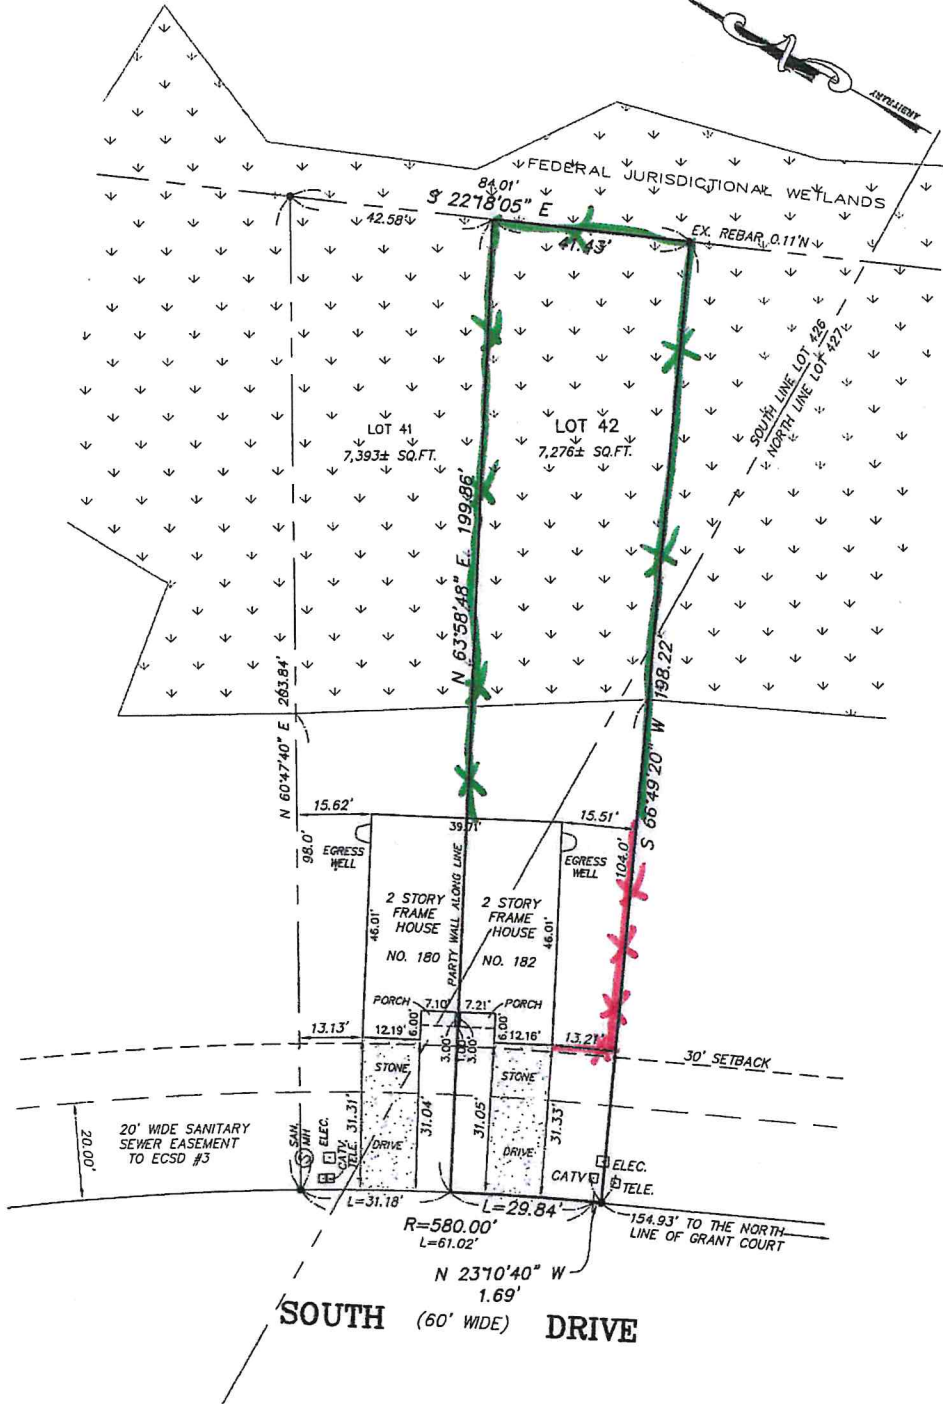 ARBITRARY
FEDERAL JURISDICTIONAL WETLANDS
84.01'
S 22°18'05" E
42.58'
41.43'
EX. REBAR 0.11'N
SOUTH LINE LOT 426
NORTH LINE LOT 427
LOT 41
7,393± SQ.FT.
LOT 42
7,276± SQ.FT.
N 63°58'48" E 199.86'
N 60°47'40" E 203.84'
S 66°49'20" W 198.22'
15.62'
39.71'
15.51'
98.0'
104.0'
EGRESS
WELL
EGRESS
WELL
PARTY WALL ALONG LINE
46.01'
46.01'
2 STORY
FRAME
HOUSE
NO. 180
2 STORY
FRAME
HOUSE
NO. 182
PORCH
7.10'
7.21'
PORCH
6.00'
6.00'
13.13'
12.19'
3.00'
1.00'
3.00'
12.16'
13.21'
30' SETBACK
STONE
DRIVE
STONE
DRIVE
31.31'
31.04'
31.05'
31.33'
20.00'
20' WIDE SANITARY
SEWER EASEMENT
TO ECSD #3
SAN.
MH
S
ELEC.
CATV
TELE.
ELEC.
CATV
TELE.
L=31.18'
L=29.84'
R=580.00'
L=61.02'
154.93' TO THE NORTH
LINE OF GRANT COURT
N 23°10'40" W
1.69'
SOUTH (60' WIDE) DRIVE